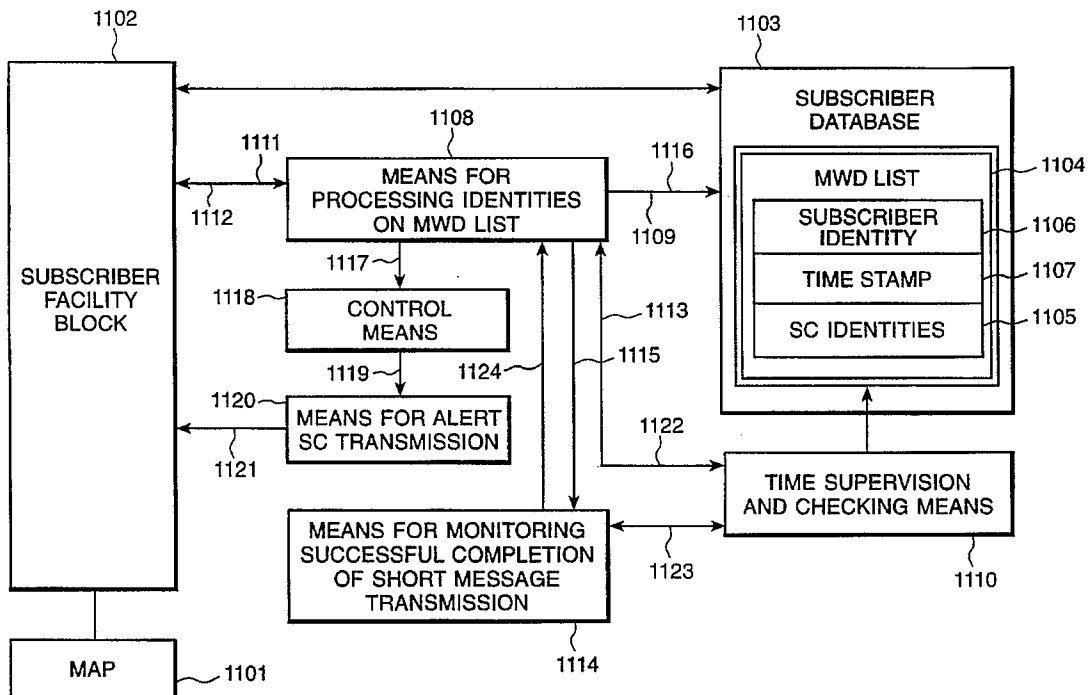 1102
1103
SUBSCRIBER
DATABASE
1108
1116
1111
1104
MEANS FOR
PROCESSING IDENTITIES
ON MWD LIST
MWD LIST
1112
1109
SUBSCRIBER
IDENTITY
1106
SUBSCRIBER
FACILITY
BLOCK
1117
TIME STAMP
1107
1118
CONTROL
MEANS
1113
SC IDENTITIES
1105
1119
1124
1115
1120
MEANS FOR ALERT
SC TRANSMISSION
1122
1121
TIME SUPERVISION
AND CHECKING MEANS
MEANS FOR MONITORING
SUCCESSFUL COMPLETION
OF SHORT MESSAGE
TRANSMISSION
1123
1110
MAP
1101
1114